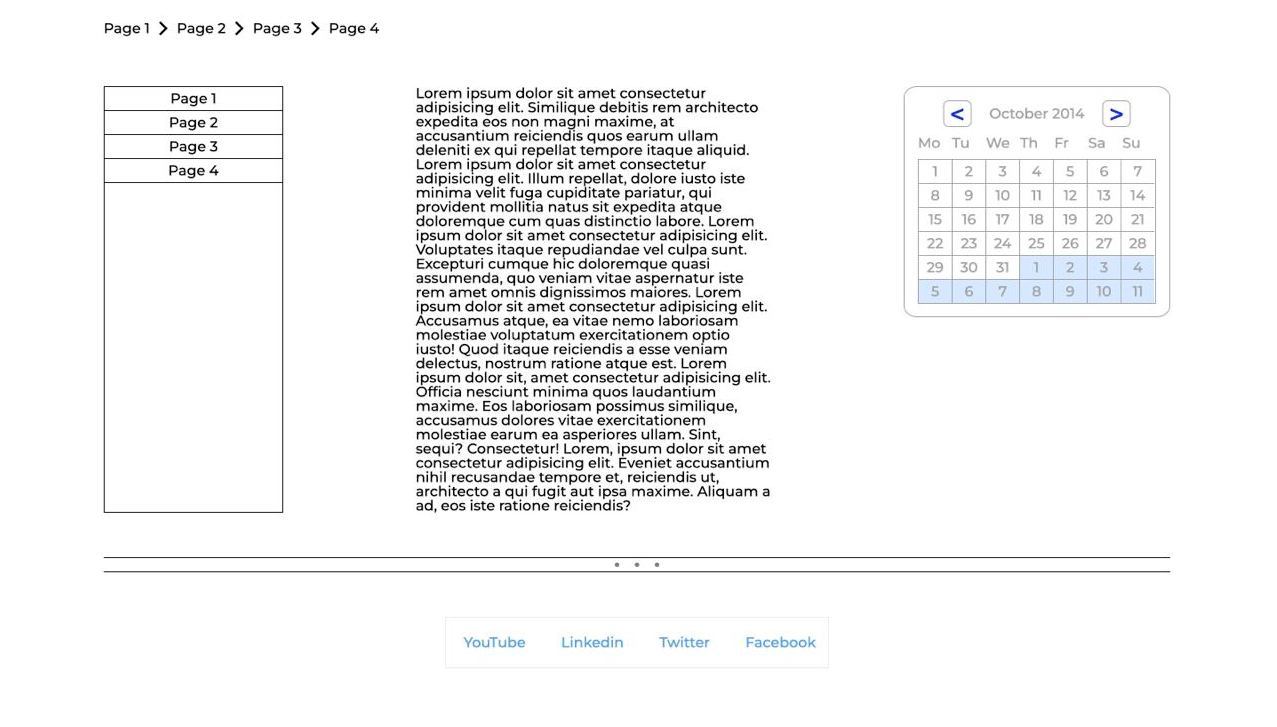 Page 1 > Page 2 > Page 3 > Page 4
Page 1
Page 2
Page 3
Page 4
Lorem ipsum dolor sit amet consectetur
adipisicing elit. Similique debitis rem architecto
expedita eos non magni maxime, at
accusantium reiciendis quos earum ullam
deleniti ex qui repellat tempore itaque aliquid.
Lorem ipsum dolor sit amet consectetur
adipisicing elit. Illum repellat, dolore iusto iste
minima velit fuga cupiditate pariatur, qui
provident mollitia natus sit expedita atque
doloremque cum quas distinctio labore. Lorem
ipsum dolor sit amet consectetur adipisicing elit.
Voluptates itaque repudiandae vel culpa sunt.
Excepturi cumque hic doloremque quasi
assumenda, quo veniam vitae aspernatur iste
rem amet omnis dignissimos maiores. Lorem
ipsum dolor sit amet consectetur adipisicing elit.
Accusamus atque, ea vitae nemo laboriosam
molestiae voluptatum exercitationem optio
iusto! Quod itaque reiciendis a esse veniam
delectus, nostrum ratione atque est. Lorem
ipsum dolor sit, amet consectetur adipisicing elit.
Officia nesciunt minima quos laudantium
maxime. Eos laboriosam possimus similique,
accusamus dolores vitae exercitationem
molestiae earum ea asperiores ullam. Sint,
sequi? Consectetur! Lorem, ipsum dolor sit amet
consectetur adipisicing elit. Eveniet accusantium
nihil recusandae tempore et, reiciendis ut,
architecto a qui fugit aut ipsa maxime. Aliquam a
ad, eos iste ratione reiciendis?
< October 2014 >
Mo Tu We Th Fr Sa Su
1 2 3 4 5 6 7
8 9 10 11 12 13 14
15 16 17 18 19 20 21
22 23 24 25 26 27 28
29 30 31 1 2 3 4
5 6 7 8 9 10 11
• • •
YouTube Linkedin Twitter Facebook